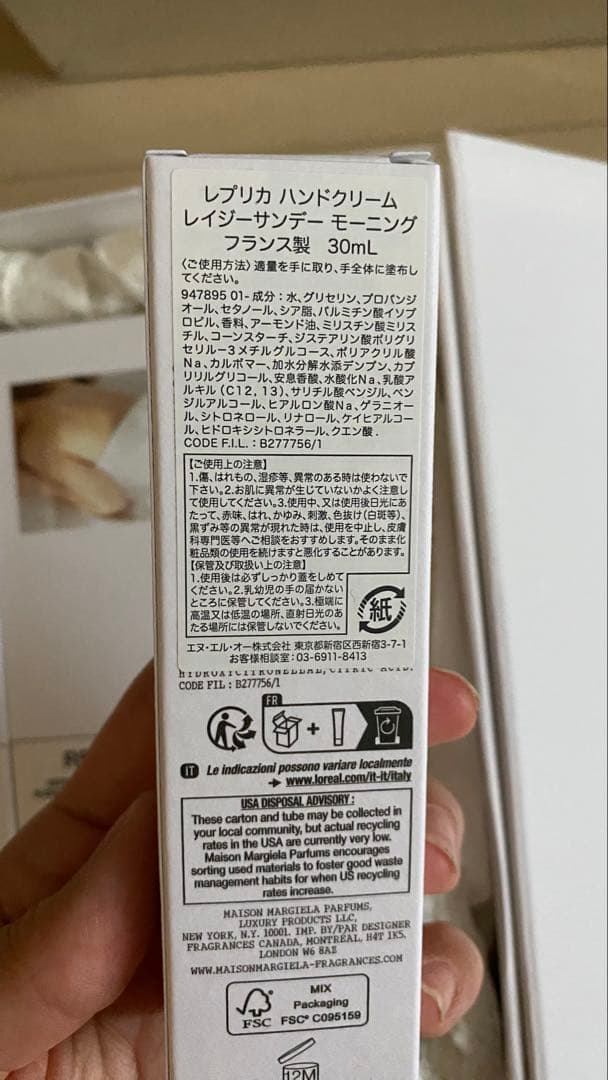 レプリカ ハンドクリーム
レイジーサンデー モーニング
フランス製 30mL
〈ご使用方法〉適量を手に取り、手全体に塗布し
てください。
947895 01- 成分：水、グリセリン、プロパンジ
オール、セタノール、シア脂、パルミチン酸イソプ
ロピル、香料、アーモンド油、ミリスチン酸ミリス
チル、コーンスターチ、ジステアリン酸ポリグリ
セリル－3メチルグルコース、ポリアクリル酸
Na、カルボマー、加水分解水添デンプン、カプ
リリルグリコール、安息香酸、水酸化Na、乳酸ア
ルキル（C12, 13)、サリチル酸ベンジル、ベン
ジルアルコール、ヒアルロン酸Na、ゲラニオー
ル、シトロネロール、リナロール、ケイヒアルコー
ル、ヒドロキシシトロネラール、クエン酸 .
CODE F.I.L. : B277756/1
【ご使用上の注意】
1.傷、はれもの、湿疹等、異常のある時は使わないで
下さい。2.お肌に異常が生じていないかよく注意し
て使用してください。3.使用中、又は使用後日光にあ
たって、赤味、はれ、かゆみ、刺激、色抜け(白斑等)、
黒ずみ等の異常が現れた時は、使用を中止し、皮膚
科専門医等へご相談をおすすめします。そのまま化
粧品類の使用を続けますと悪化することがあります。
【保管及び取扱い上の注意】
1.使用後は必ずしっかり蓋をしめて
ください。2.乳幼児の手の届かない
ところに保管してください。3.極端に
高温又は低温の場所、直射日光のあ
たる場所には保管しないでください。
紙
エヌ・エル・オー株式会社 東京都新宿区西新宿3-7-1
お客様相談室：03-6911-8413
HYDROXYCITRONELLAL, CITRIC ACID.
CODE FIL : B277756/1
FR
+
IT Le indicazioni possono variare localmente
www.loreal.com/it-it/italy
USA DISPOSAL ADVISORY :
These carton and tube may be collected in
your local community, but actual recycling
rates in the USA are currently very low.
Maison Margiela Parfums encourages
sorting used materials to foster good waste
management habits for when US recycling
rates increase.
MAISON MARGIELA PARFUMS,
LUXURY PRODUCTS LLC,
NEW YORK, N.Y. 10001. IMP. BY/PAR DESIGNER
FRAGRANCES CANADA, MONTRÉAL, H4T 1K5.
LONDON W6 8AZ
WWW.MAISONMARGIELA-FRAGRANCES.COM
MIX
Packaging
FSC FSC® C095159
12M